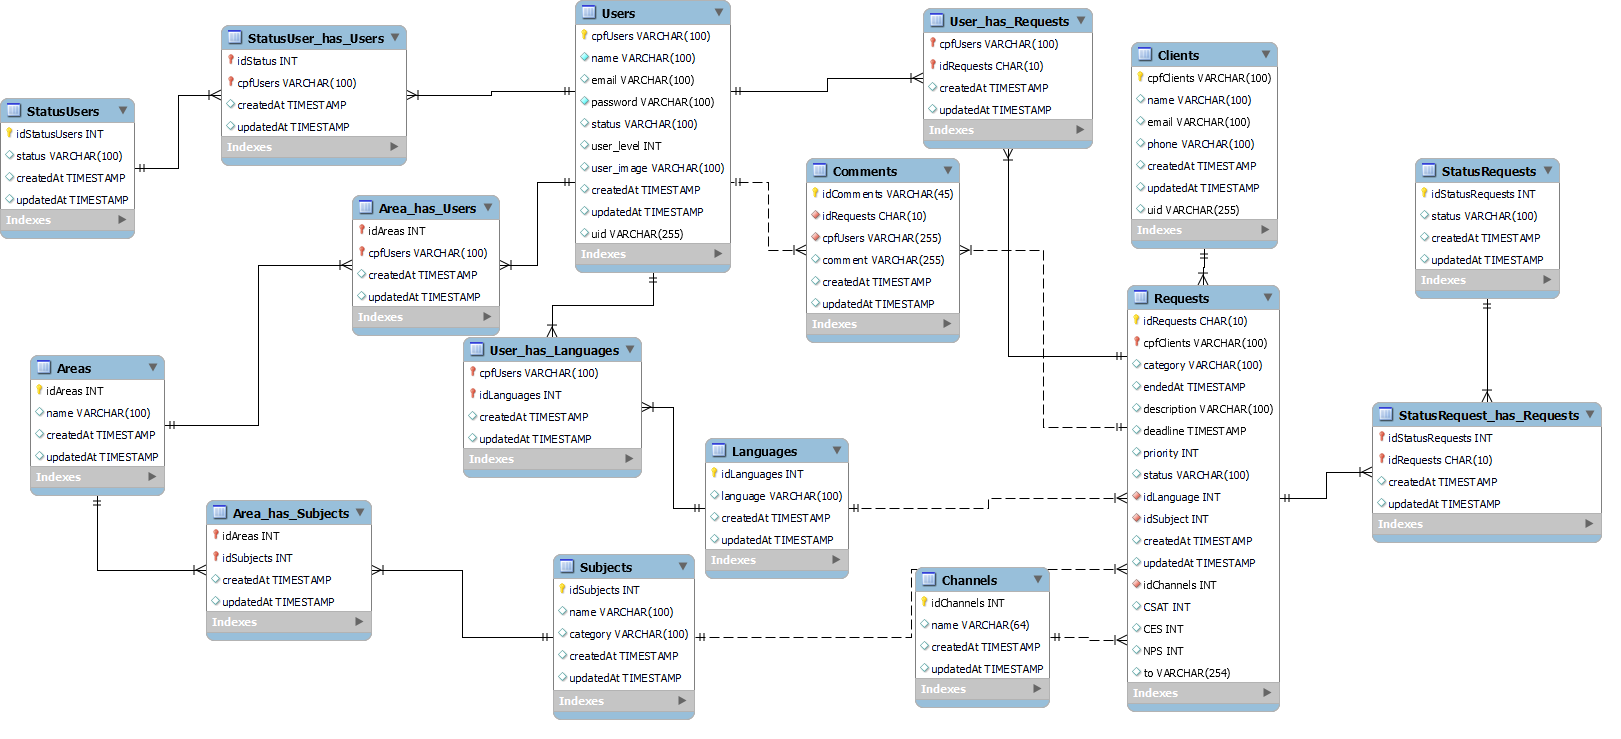 StatusUser_has_Users
idStatus INT
cpfUsers VARCHAR(100)
createdAt TIMESTAMP
updatedAt TIMESTAMP
Indexes
Users
cpfUsers VARCHAR(100)
name VARCHAR(100)
email VARCHAR(100)
password VARCHAR(100)
status VARCHAR(100)
user_level INT
user_image VARCHAR(100)
createdAt TIMESTAMP
updatedAt TIMESTAMP
uid VARCHAR(255)
Indexes
User_has_Requests
cpfUsers VARCHAR(100)
idRequests CHAR(10)
createdAt TIMESTAMP
updatedAt TIMESTAMP
Indexes
Clients
cpfClients VARCHAR(100)
name VARCHAR(100)
email VARCHAR(100)
phone VARCHAR(100)
createdAt TIMESTAMP
updatedAt TIMESTAMP
uid VARCHAR(255)
Indexes
StatusUsers
idStatusUsers INT
status VARCHAR(100)
createdAt TIMESTAMP
updatedAt TIMESTAMP
Indexes
Area_has_Users
idAreas INT
cpfUsers VARCHAR(100)
createdAt TIMESTAMP
updatedAt TIMESTAMP
Indexes
Comments
idComments VARCHAR(45)
idRequests CHAR(10)
cpfUsers VARCHAR(255)
comment VARCHAR(255)
createdAt TIMESTAMP
updatedAt TIMESTAMP
Indexes
StatusRequests
idStatusRequests INT
status VARCHAR(100)
createdAt TIMESTAMP
updatedAt TIMESTAMP
Indexes
Areas
idAreas INT
name VARCHAR(100)
createdAt TIMESTAMP
updatedAt TIMESTAMP
Indexes
User_has_Languages
cpfUsers VARCHAR(100)
idLanguages INT
createdAt TIMESTAMP
updatedAt TIMESTAMP
Indexes
Requests
idRequests CHAR(10)
cpfClients VARCHAR(100)
category VARCHAR(100)
endedAt TIMESTAMP
description VARCHAR(100)
deadline TIMESTAMP
priority INT
status VARCHAR(100)
idLanguage INT
idSubject INT
createdAt TIMESTAMP
updatedAt TIMESTAMP
idChannels INT
CSAT INT
CES INT
NPS INT
to VARCHAR(254)
Indexes
StatusRequest_has_Requests
idStatusRequests INT
idRequests CHAR(10)
createdAt TIMESTAMP
updatedAt TIMESTAMP
Indexes
Area_has_Subjects
idAreas INT
idSubjects INT
createdAt TIMESTAMP
updatedAt TIMESTAMP
Indexes
Languages
idLanguages INT
language VARCHAR(100)
createdAt TIMESTAMP
updatedAt TIMESTAMP
Indexes
Subjects
idSubjects INT
name VARCHAR(100)
category VARCHAR(100)
createdAt TIMESTAMP
updatedAt TIMESTAMP
Indexes
Channels
idChannels INT
name VARCHAR(64)
createdAt TIMESTAMP
updatedAt TIMESTAMP
Indexes